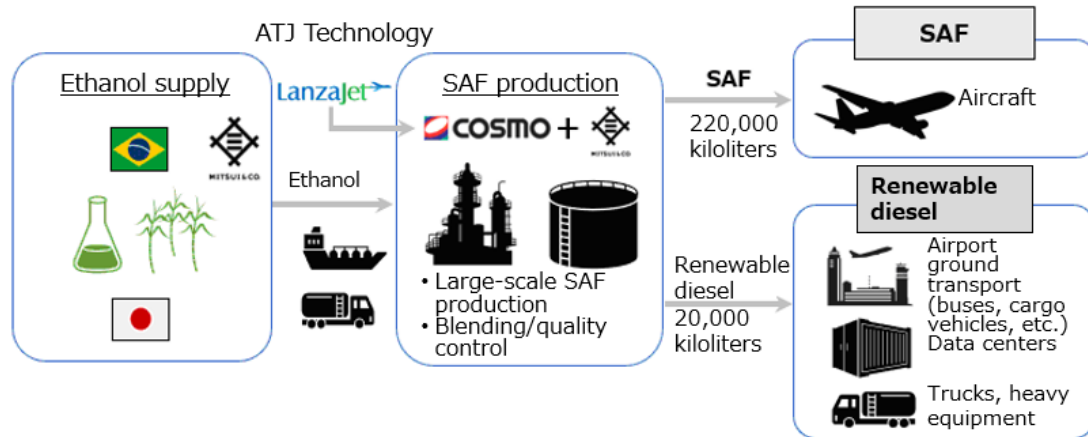 ATJ Technology
Ethanol supply
MITSUI & CO.
LanzaJet
Ethanol
SAF production
COSMO + MITSUI & CO.
• Large-scale SAF
production
• Blending/quality
control
SAF
220,000
kiloliters
Renewable
diesel
20,000
kiloliters
SAF
Aircraft
Renewable
diesel
Airport
ground
transport
(buses, cargo
vehicles, etc.)
Data centers
Trucks, heavy
equipment